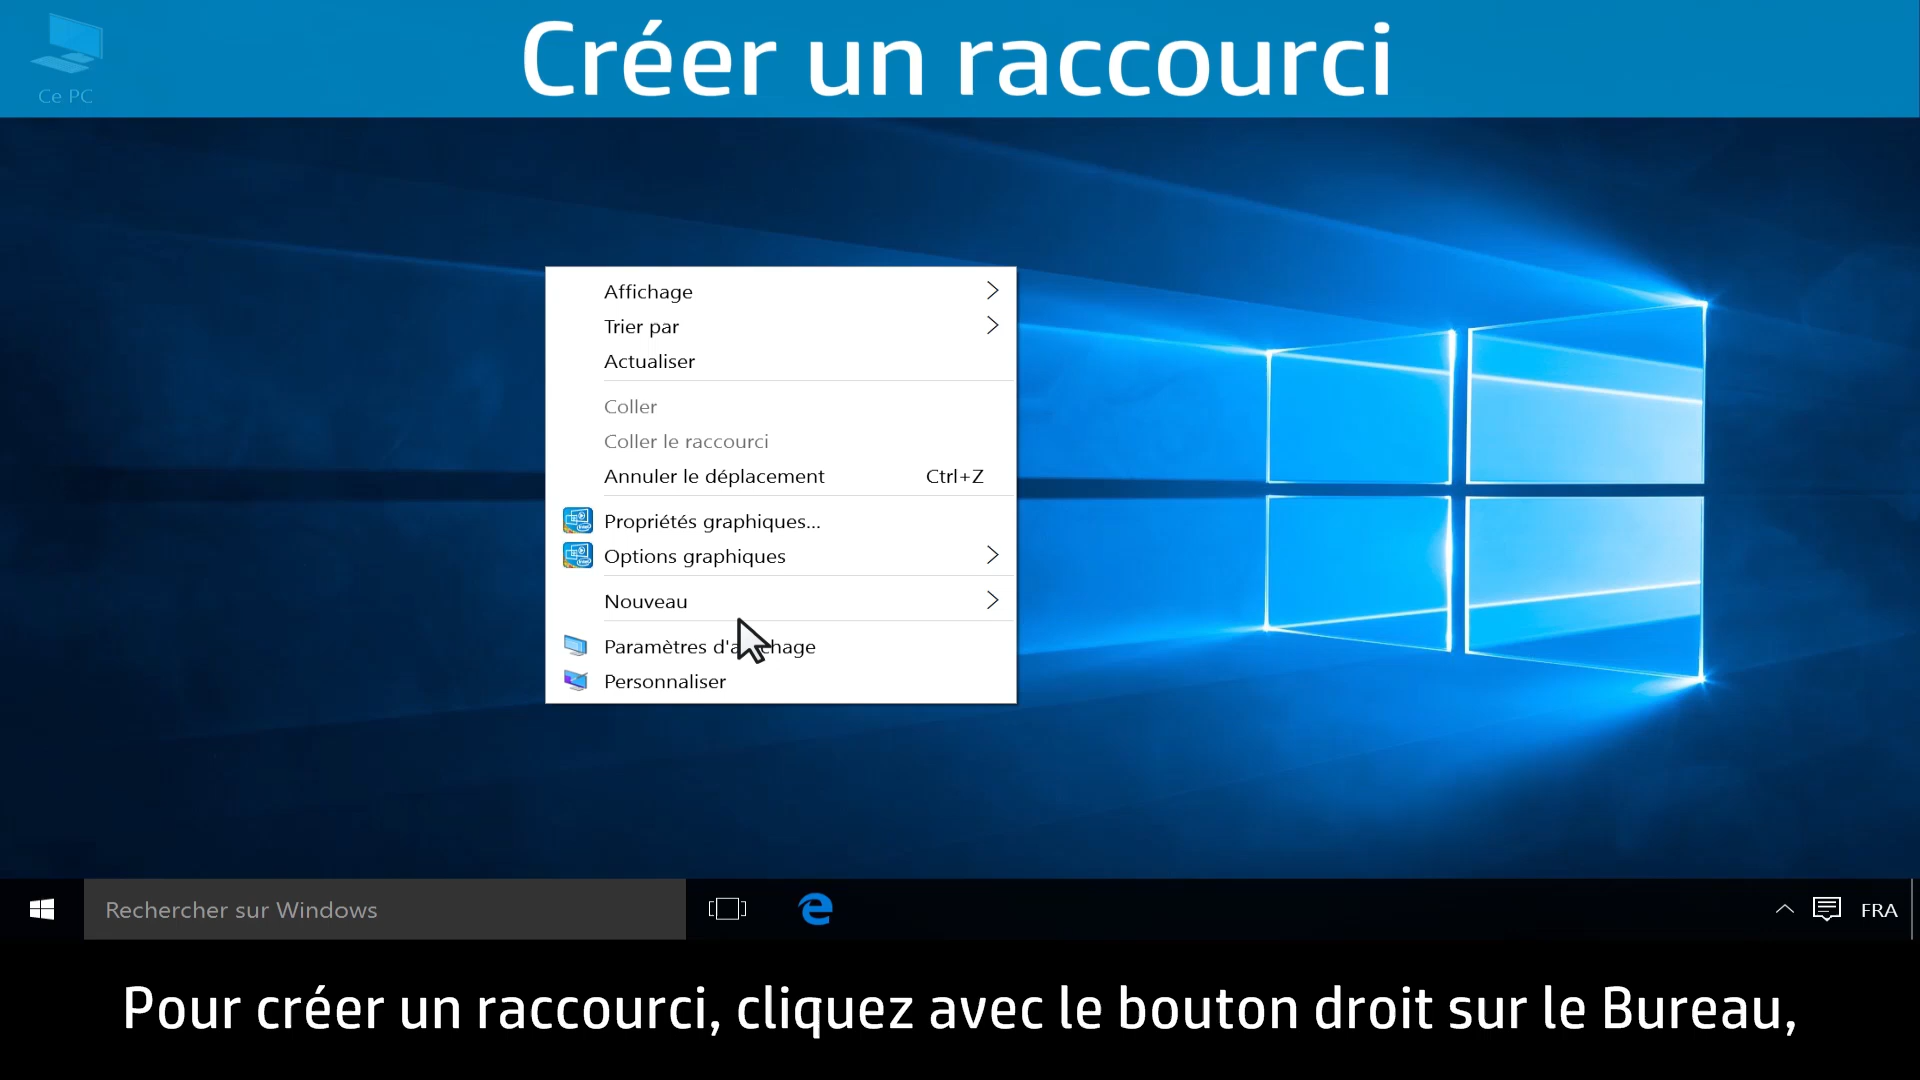 Créer un raccourci
Ce PC
Affichage
Trier par
Actualiser
Coller
Coller le raccourci
Annuler le déplacement Ctrl+Z
Propriétés graphiques...
Options graphiques
Nouveau
Paramètres d'affichage
Personnaliser
Rechercher sur Windows
FRA
Pour créer un raccourci, cliquez avec le bouton droit sur le Bureau,